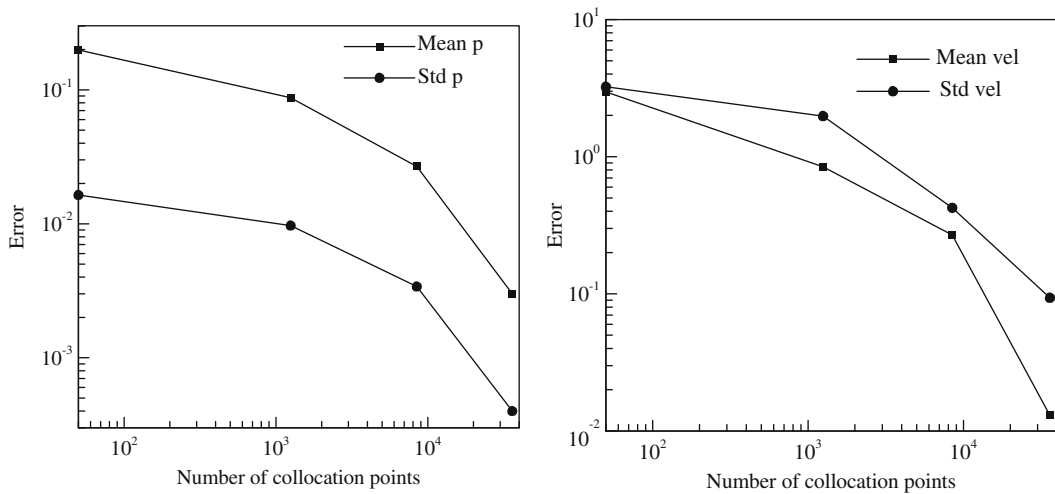 Mean p
Std p
10^-1
10^-2
10^-3
Error
10^2
10^3
10^4
Number of collocation points
Mean vel
Std vel
10^1
10^0
10^-1
10^-2
Error
10^2
10^3
10^4
Number of collocation points